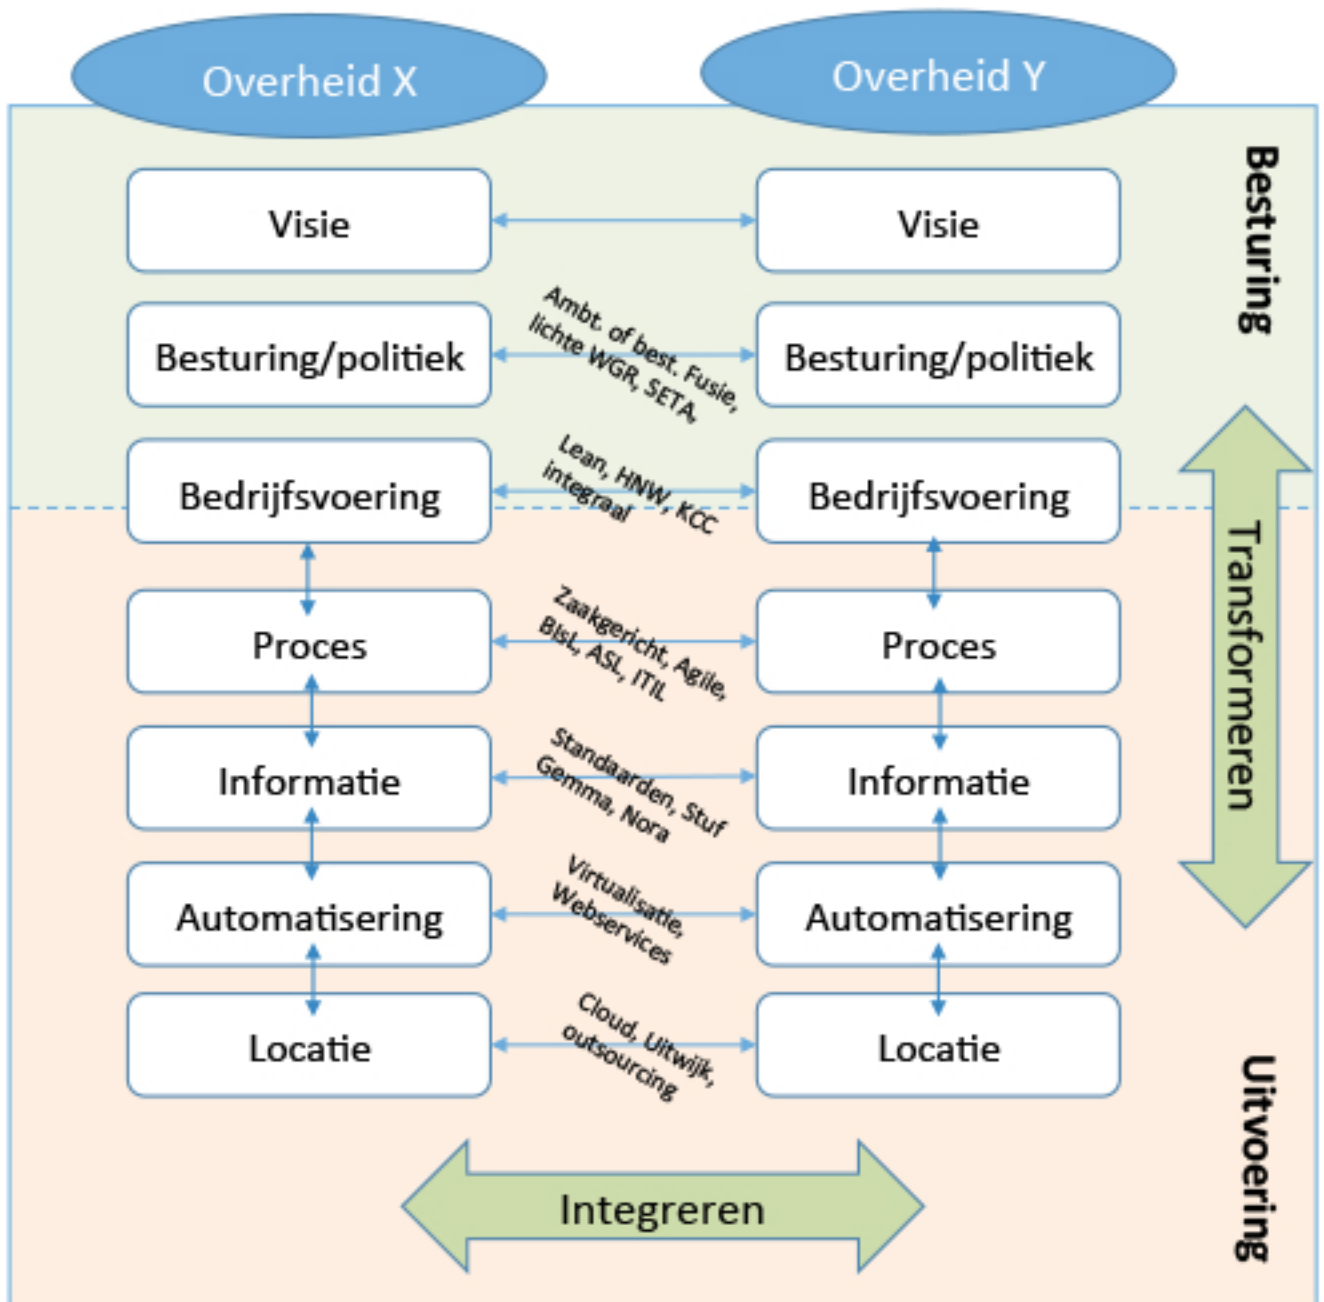 Overheid X
Overheid Y
Besturing
Visie
Visie
Besturing/politiek
Ambt. of best. Fusie,
lichte WGR, SETA,
Besturing/politiek
Bedrijfsvoering
Lean, HNW, KCC
integraal
Bedrijfsvoering
Transformeren
Proces
Zaakgericht, Agile,
BIsL, ASL, ITIL
Proces
Informatie
Standaarden, Stuf
Gemma, Nora
Informatie
Automatisering
Virtualisatie,
Webservices
Automatisering
Locatie
Cloud, Uitwijk,
outsourcing
Locatie
Uitvoering
Integreren